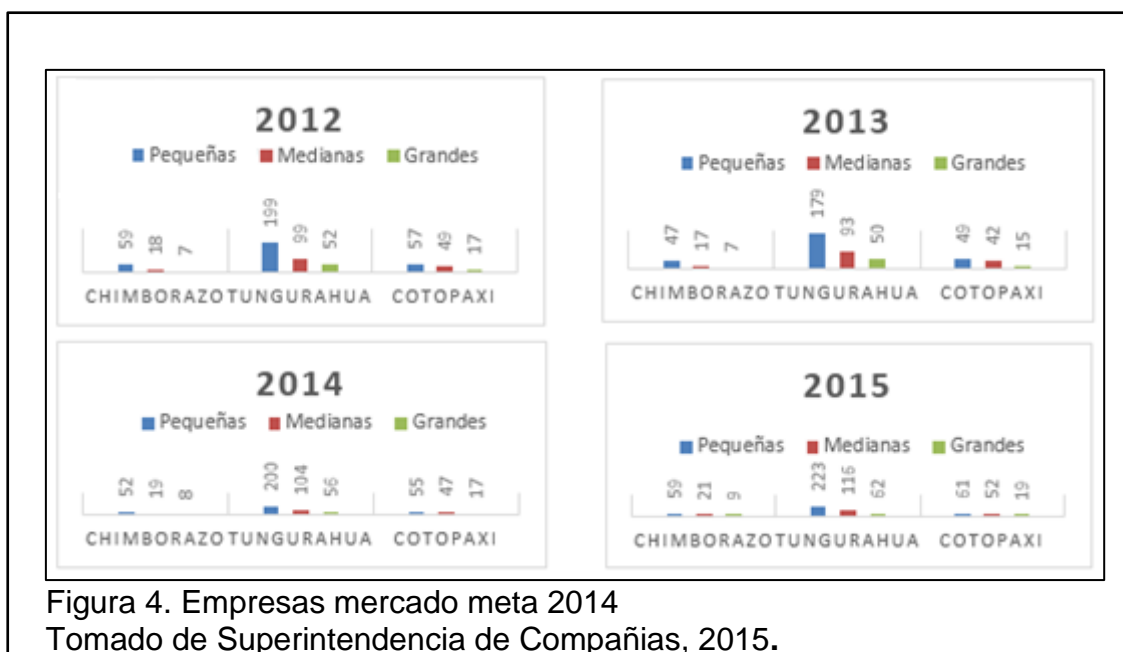 2012
Pequeñas Medianas Grandes
59 18 7 199 99 52 57 49 17
CHIMBORAZO TUNGURAHUA COTOPAXI
2013
Pequeñas Medianas Grandes
47 17 7 179 93 50 49 42 15
CHIMBORAZO TUNGURAHUA COTOPAXI
2014
Pequeñas Medianas Grandes
52 19 8 200 104 56 55 47 17
CHIMBORAZO TUNGURAHUA COTOPAXI
2015
Pequeñas Medianas Grandes
59 21 9 223 116 62 61 52 19
CHIMBORAZO TUNGURAHUA COTOPAXI
Figura 4. Empresas mercado meta 2014
Tomado de Superintendencia de Compañias, 2015.